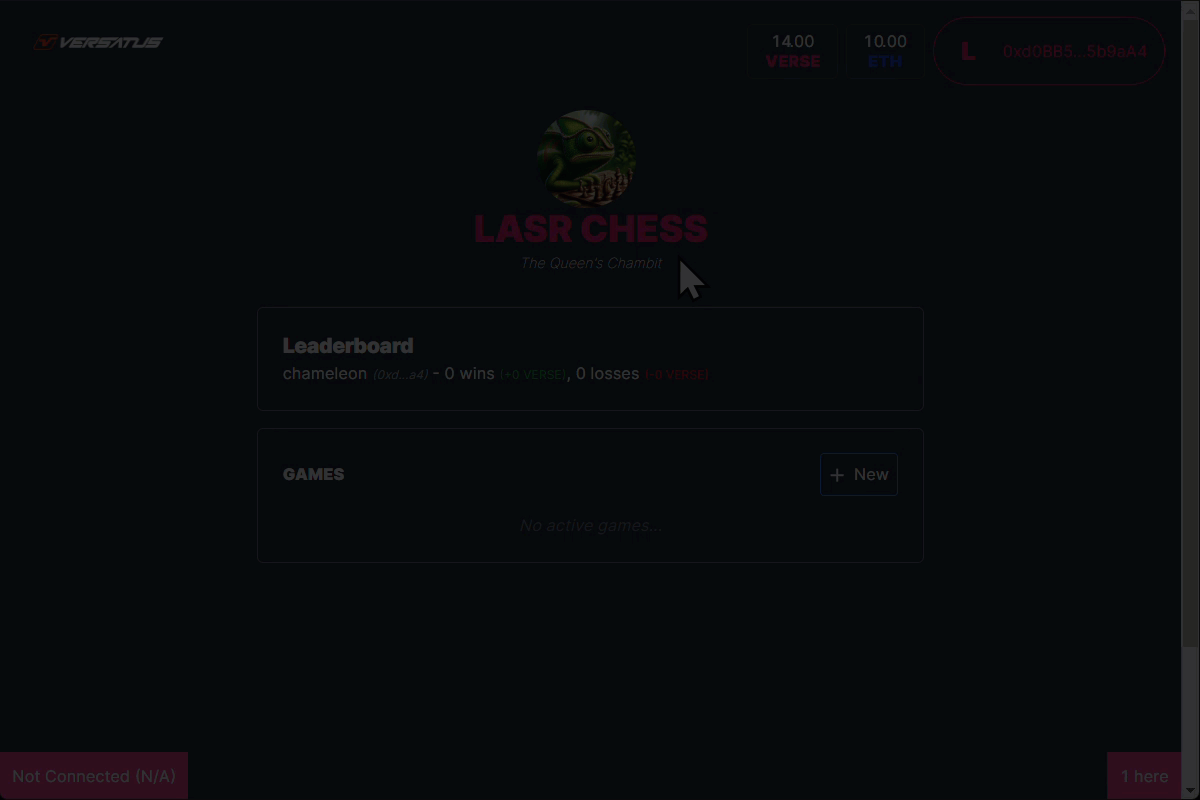 VERSATUS
14.00
VERSE
10.00
ETH
L 0xd0BB5...5b9aA4
LASR CHESS
The Queen's Chambit
Leaderboard
chameleon (0xd...a4) - 0 wins (+0 VERSE), 0 losses (-0 VERSE)
GAMES
+ New
No active games...
Not Connected (N/A)
1 here